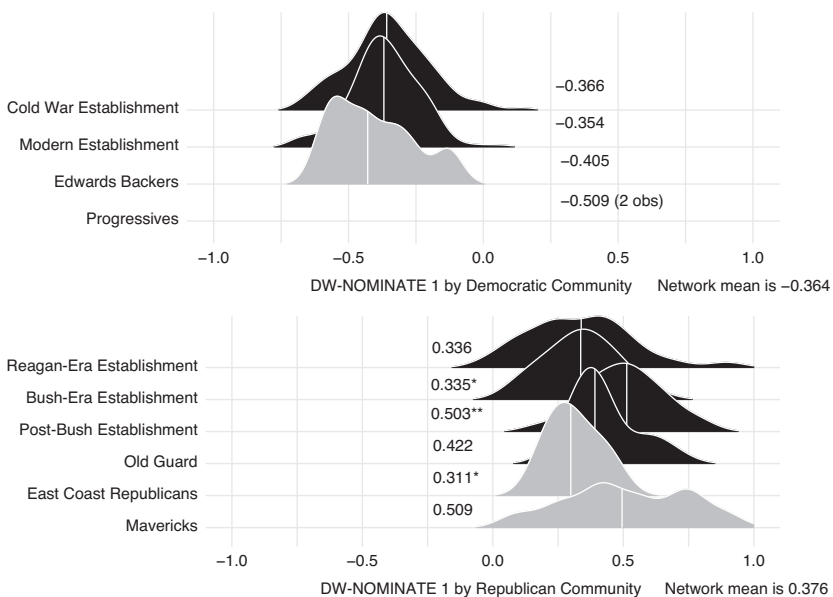 −0.366
Cold War Establishment
−0.354
Modern Establishment
−0.405
Edwards Backers
−0.509 (2 obs)
Progressives
−1.0 −0.5 0.0 0.5 1.0
DW-NOMINATE 1 by Democratic Community Network mean is −0.364
0.336
Reagan-Era Establishment
0.335*
Bush-Era Establishment
0.503**
Post-Bush Establishment
0.422
Old Guard
0.311*
East Coast Republicans
0.509
Mavericks
−1.0 −0.5 0.0 0.5 1.0
DW-NOMINATE 1 by Republican Community Network mean is 0.376